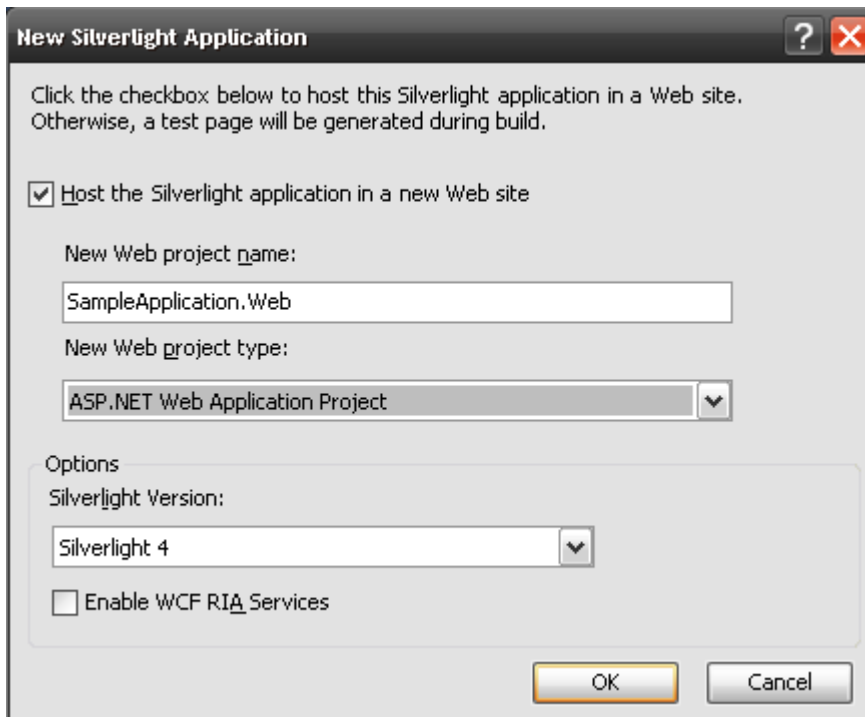 New Silverlight Application
Click the checkbox below to host this Silverlight application in a Web site.
Otherwise, a test page will be generated during build.
Host the Silverlight application in a new Web site
New Web project name:
SampleApplication.Web
New Web project type:
ASP.NET Web Application Project
Options
Silverlight Version:
Silverlight 4
Enable WCF RIA Services
OK Cancel